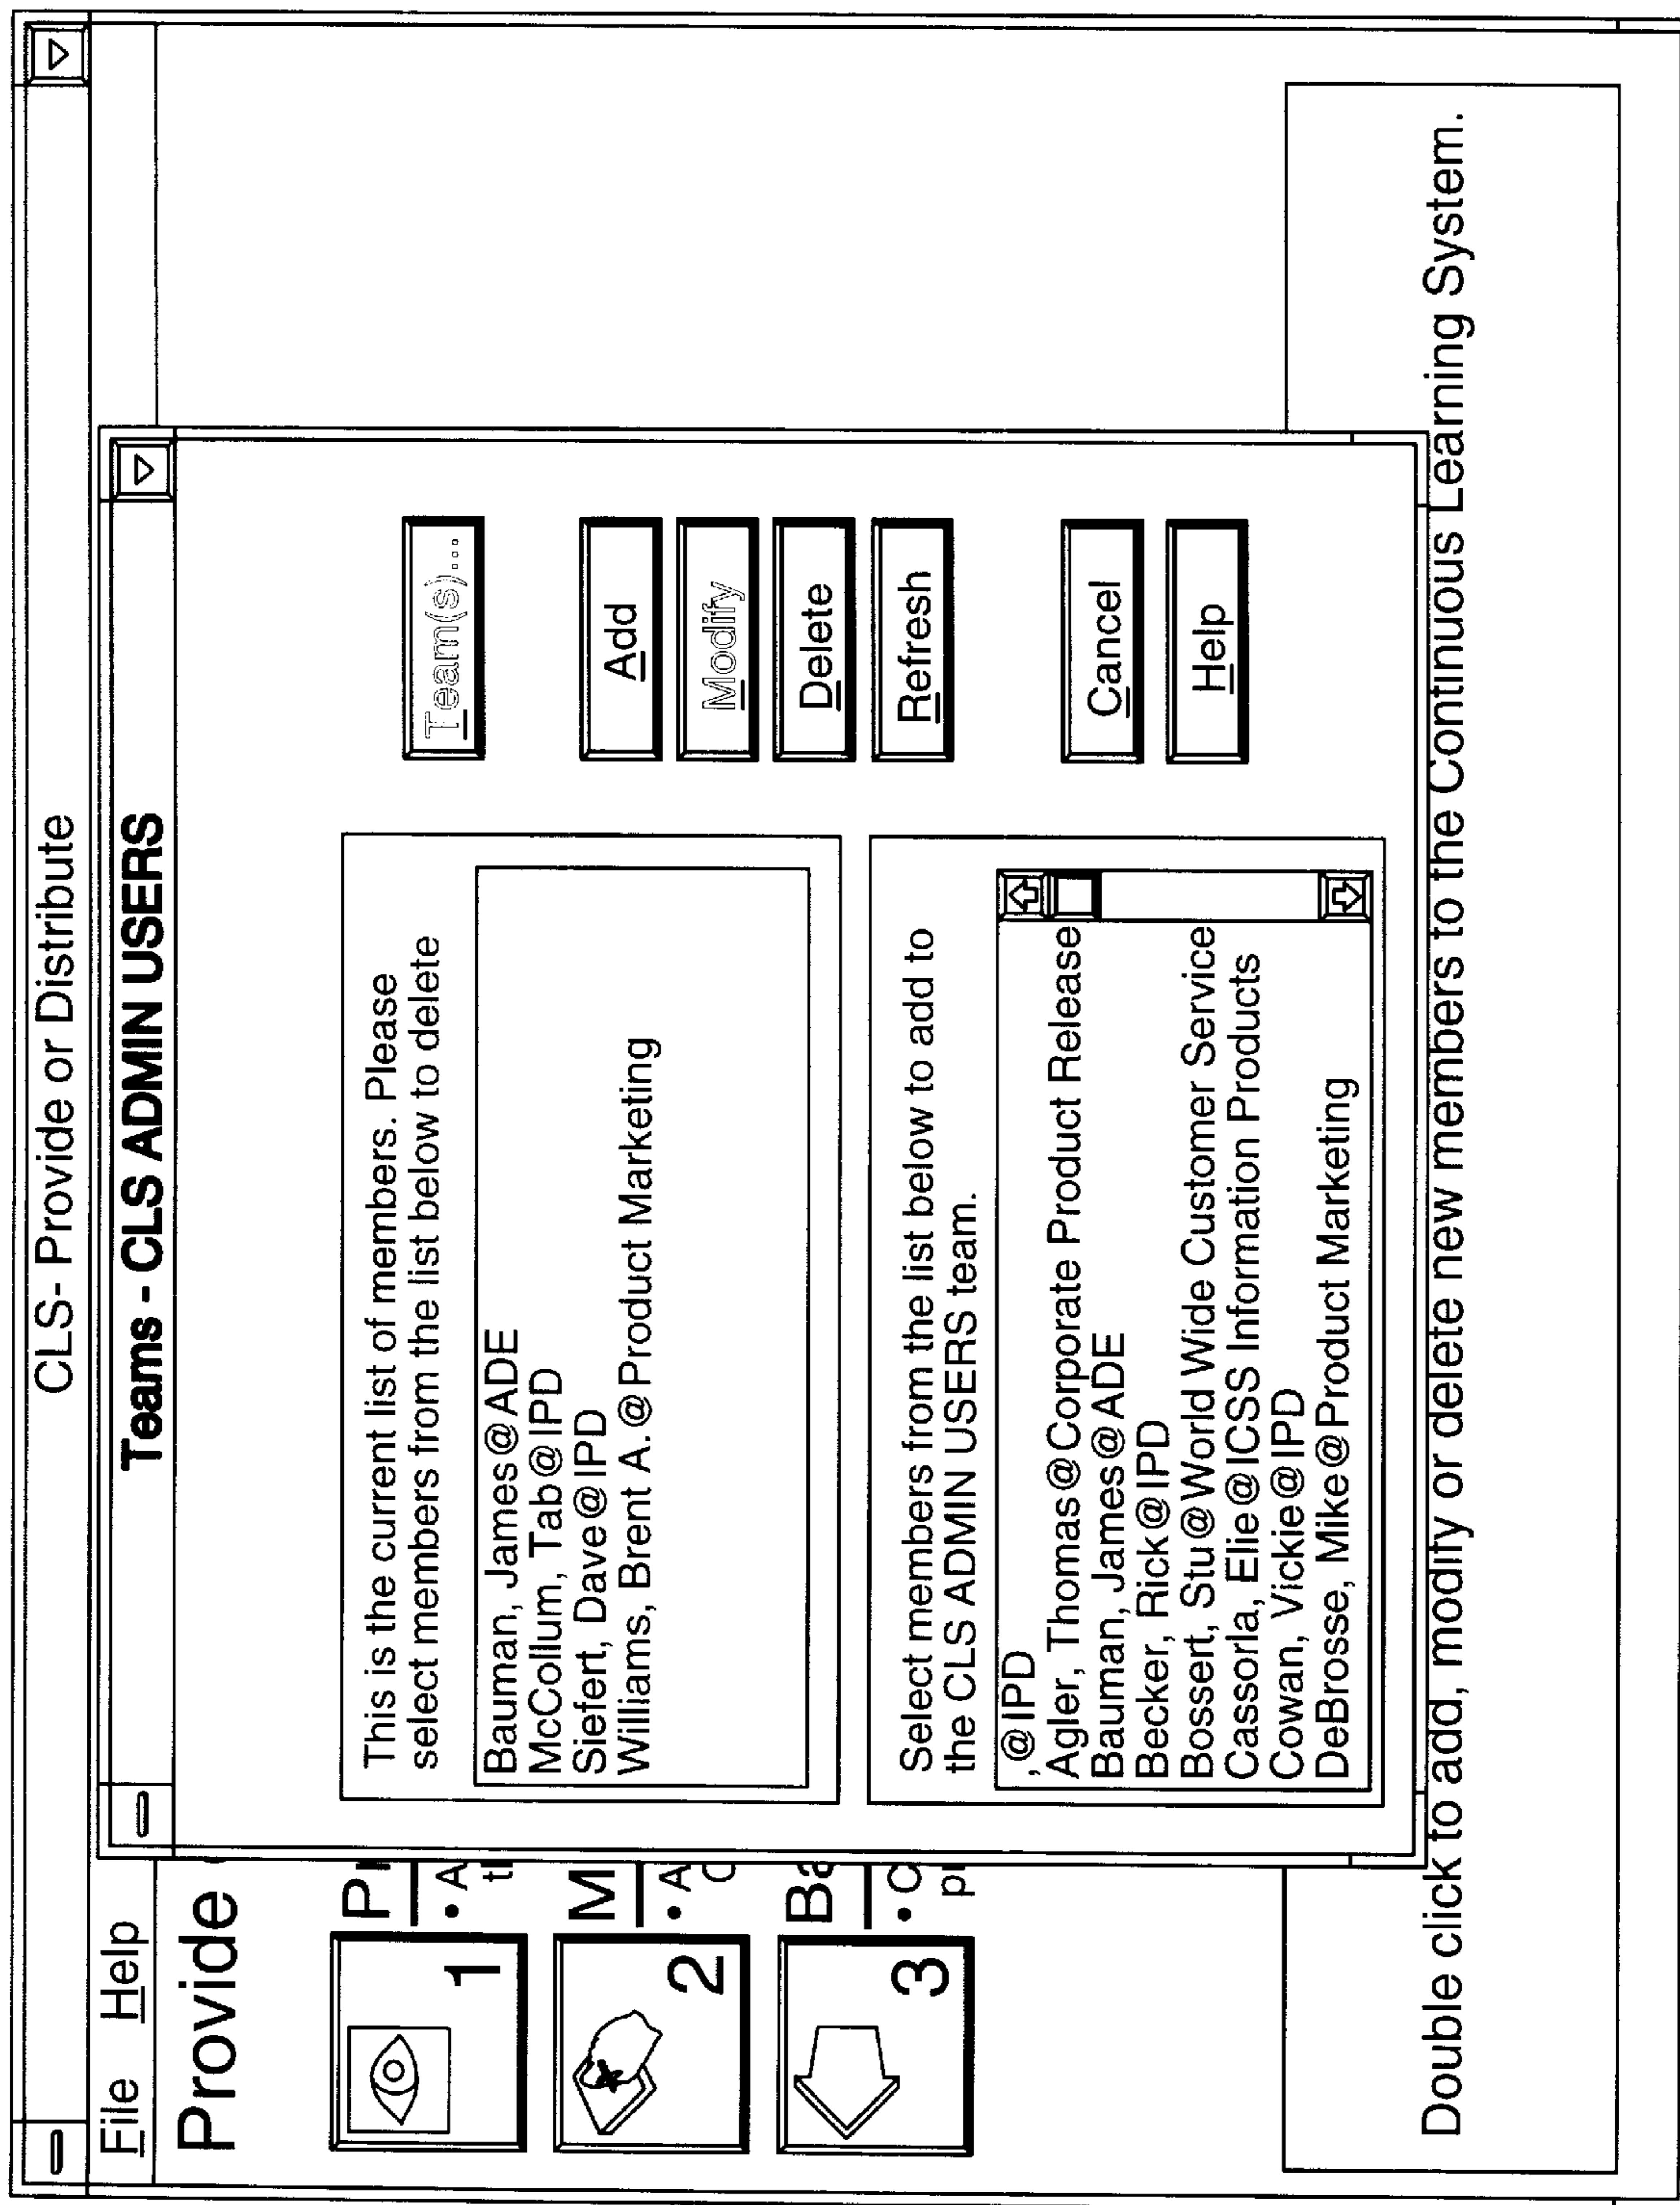 CLS- Provide or Distribute
File Help
Provide
1
2
3
Teams - CLS ADMIN USERS
This is the current list of members. Please
select members from the list below to delete
Bauman, James@ADE
McCollum, Tab@IPD
Siefert, Dave@IPD
Williams, Brent A.@Product Marketing
Select members from the list below to add to
the CLS ADMIN USERS team.
,@IPD
Agler, Thomas@Corporate Product Release
Bauman, James@ADE
Becker, Rick@IPD
Bossert, Stu@World Wide Customer Service
Cassorla, Elie@ICSS Information Products
Cowan, Vickie@IPD
DeBrosse, Mike@Product Marketing
Team(s)...
Add
Modify
Delete
Refresh
Cancel
Help
Double click to add, modify or delete new members to the Continuous Learning System.